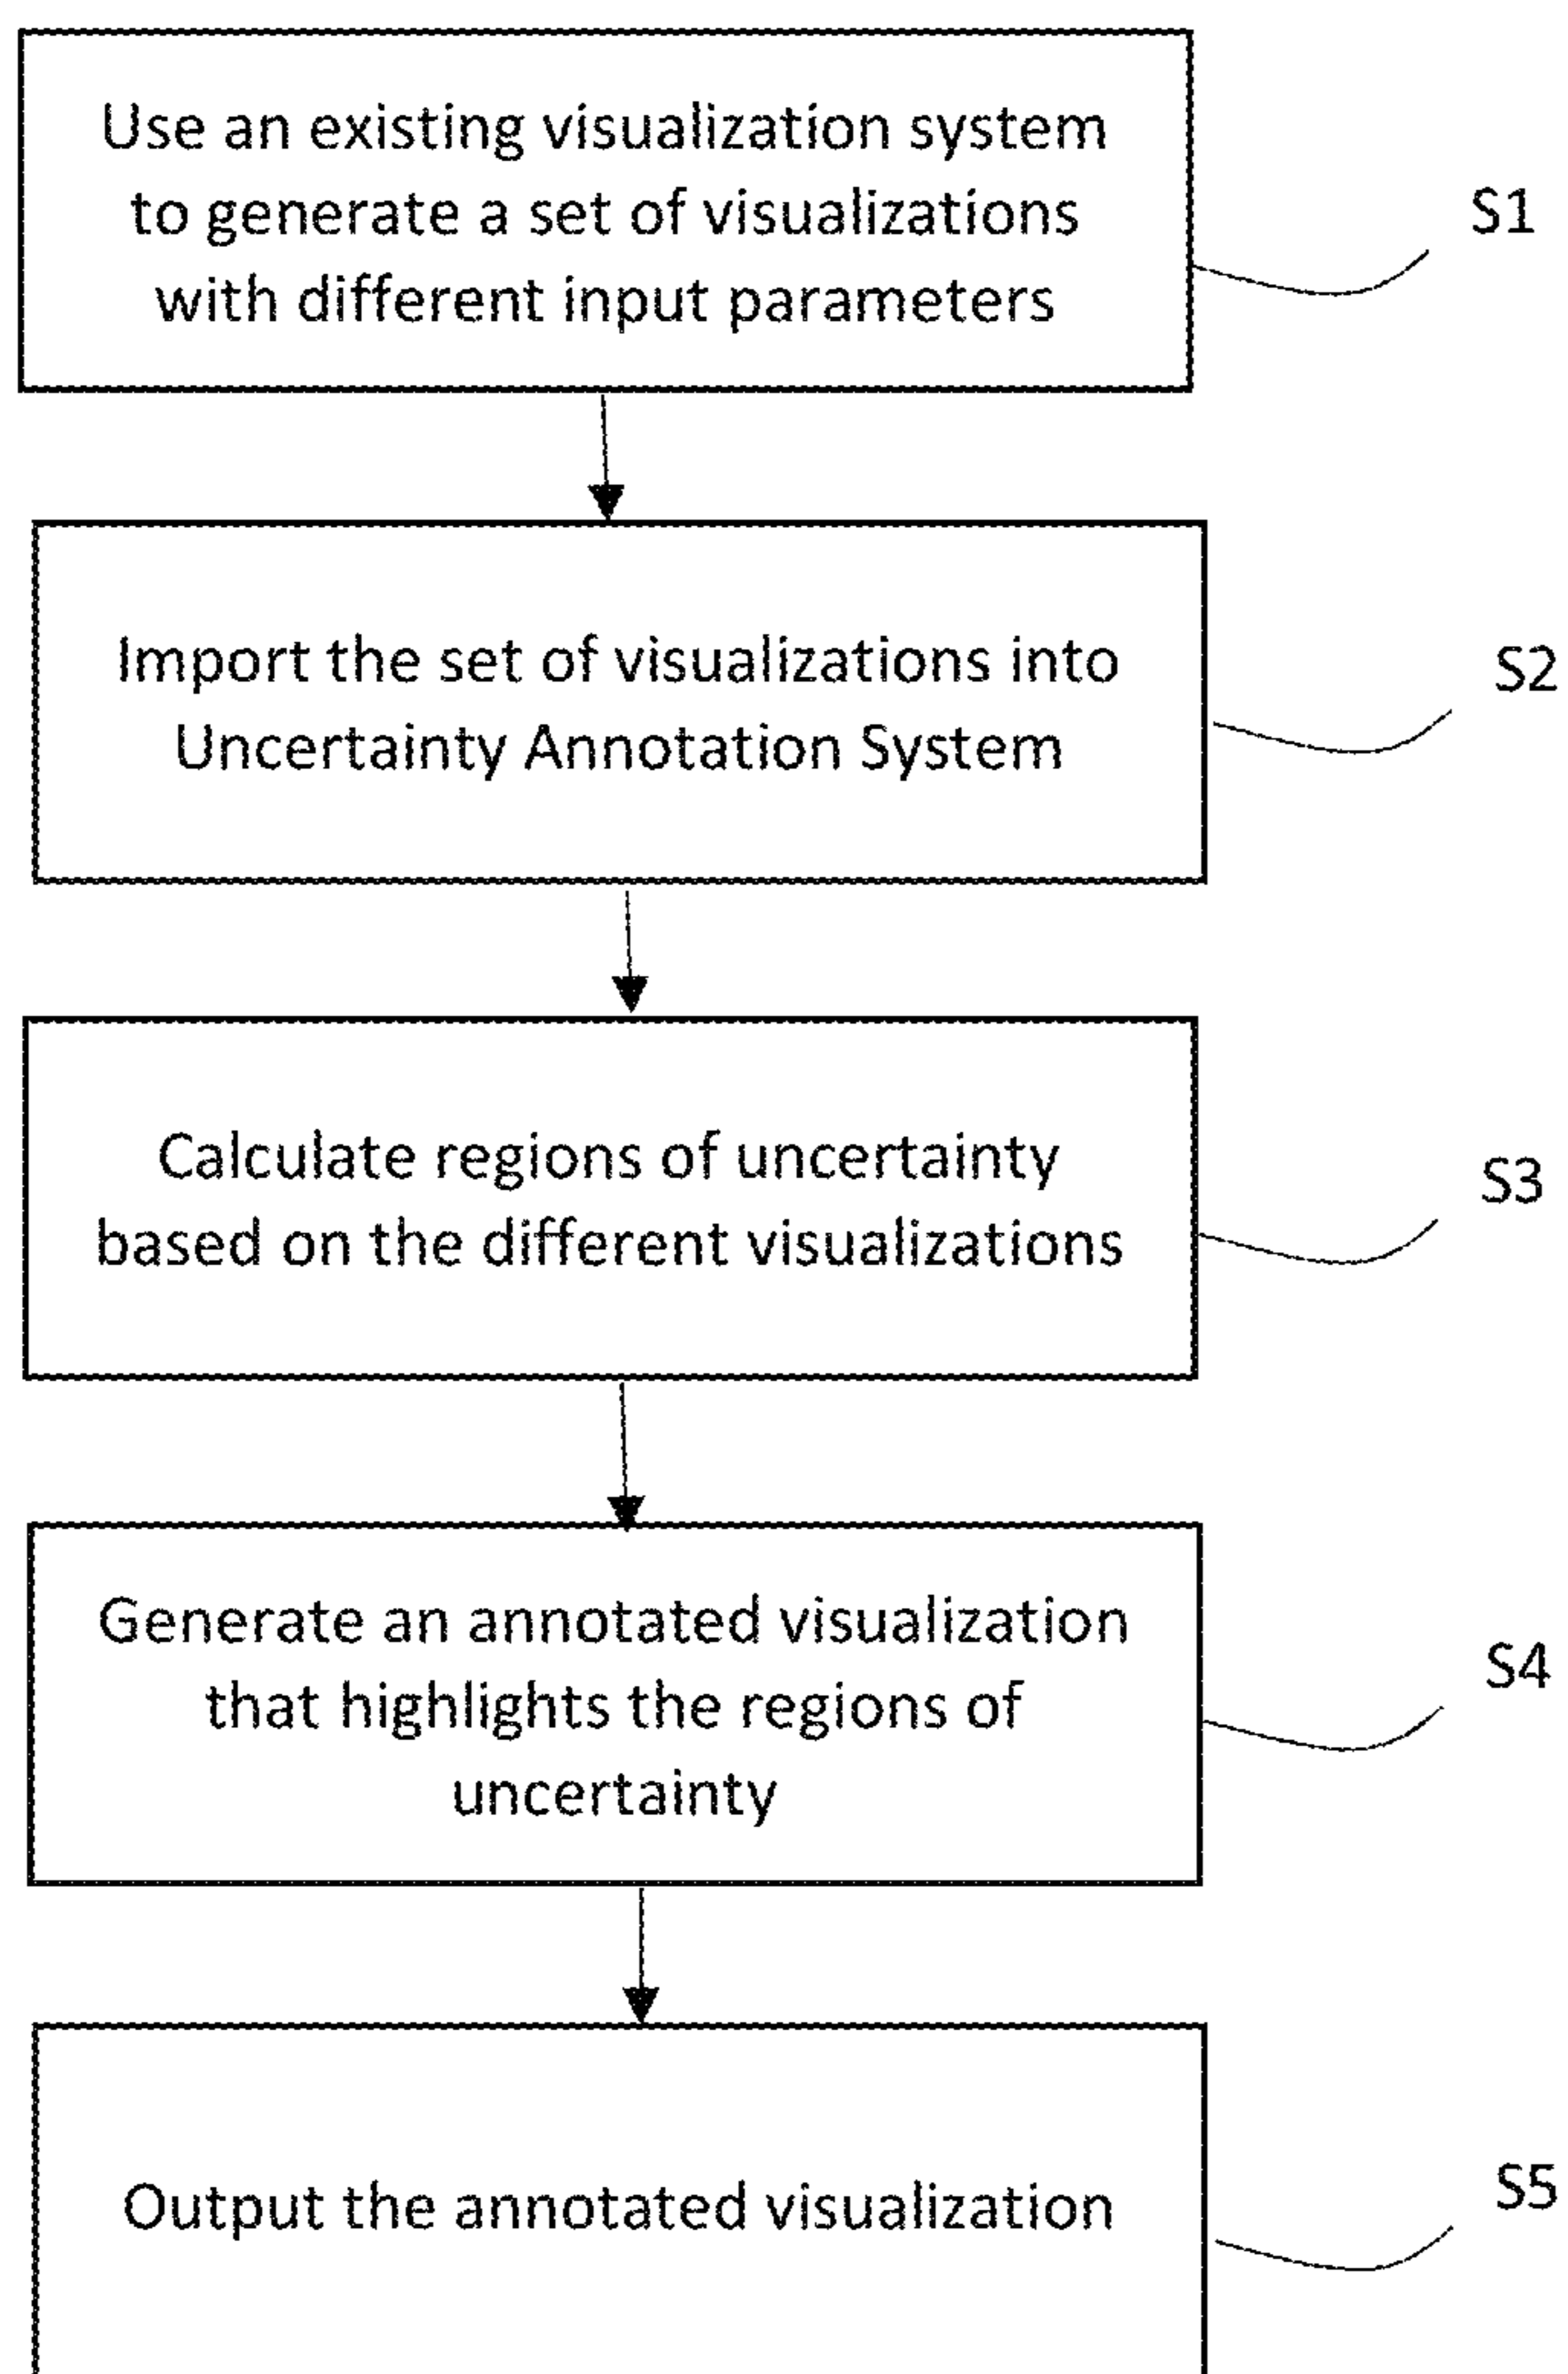 Use an existing visualization system
to generate a set of visualizations
with different input parameters
S1
Import the set of visualizations into
Uncertainty Annotation System
S2
Calculate regions of uncertainty
based on the different visualizations
S3
Generate an annotated visualization
that highlights the regions of
uncertainty
S4
Output the annotated visualization
S5